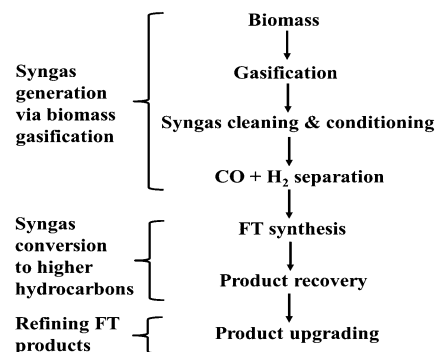 Biomass
Syngas
generation
via biomass
gasification
Gasification
Syngas cleaning & conditioning
CO + H₂ separation
Syngas
conversion
to higher
hydrocarbons
FT synthesis
Product recovery
Refining FT
products
Product upgrading